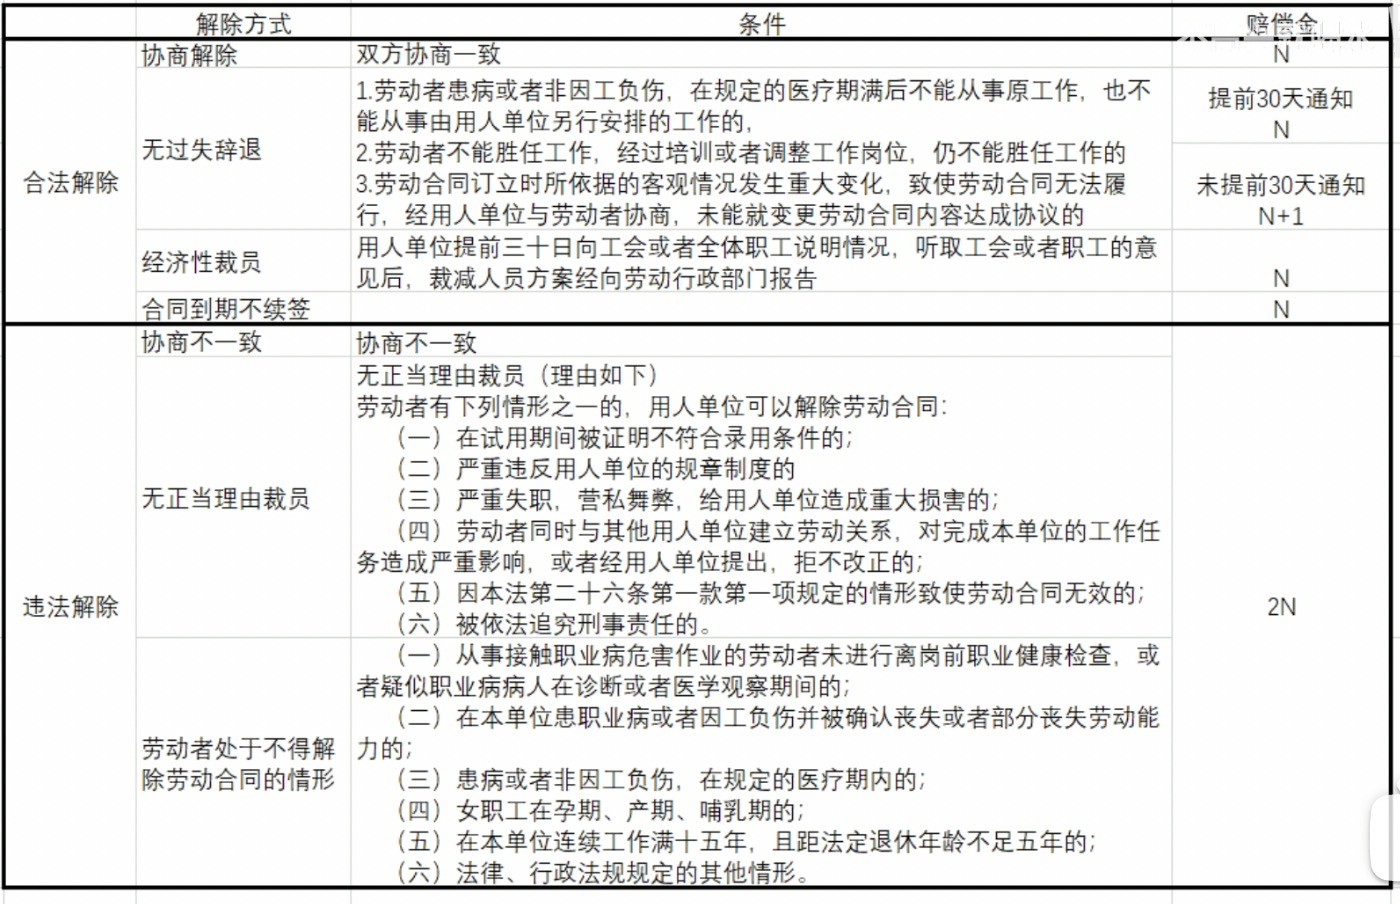 解除方式 条件 赔偿金
合法解除
协商解除 双方协商一致 N
无过失辞退
1.劳动者患病或者非因工负伤，在规定的医疗期满后不能从事原工作，也不
能从事由用人单位另行安排的工作的，
2.劳动者不能胜任工作，经过培训或者调整工作岗位，仍不能胜任工作的
3.劳动合同订立时所依据的客观情况发生重大变化，致使劳动合同无法履
行，经用人单位与劳动者协商，未能就变更劳动合同内容达成协议的
提前30天通知
N
未提前30天通知
N+1
经济性裁员
用人单位提前三十日向工会或者全体职工说明情况，听取工会或者职工的意
见后，裁减人员方案经向劳动行政部门报告
N
合同到期不续签 N
违法解除
协商不一致 协商不一致
无正当理由裁员
无正当理由裁员（理由如下）
劳动者有下列情形之一的，用人单位可以解除劳动合同：
（一）在试用期间被证明不符合录用条件的；
（二）严重违反用人单位的规章制度的
（三）严重失职，营私舞弊，给用人单位造成重大损害的；
（四）劳动者同时与其他用人单位建立劳动关系，对完成本单位的工作任
务造成严重影响，或者经用人单位提出，拒不改正的；
（五）因本法第二十六条第一款第一项规定的情形致使劳动合同无效的；
（六）被依法追究刑事责任的。
2N
劳动者处于不得解
除劳动合同的情形
（一）从事接触职业病危害作业的劳动者未进行离岗前职业健康检查，或
者疑似职业病病人在诊断或者医学观察期间的；
（二）在本单位患职业病或者因工负伤并被确认丧失或者部分丧失劳动能
力的；
（三）患病或者非因工负伤，在规定的医疗期内的；
（四）女职工在孕期、产期、哺乳期的；
（五）在本单位连续工作满十五年，且距法定退休年龄不足五年的；
（六）法律、行政法规规定的其他情形。